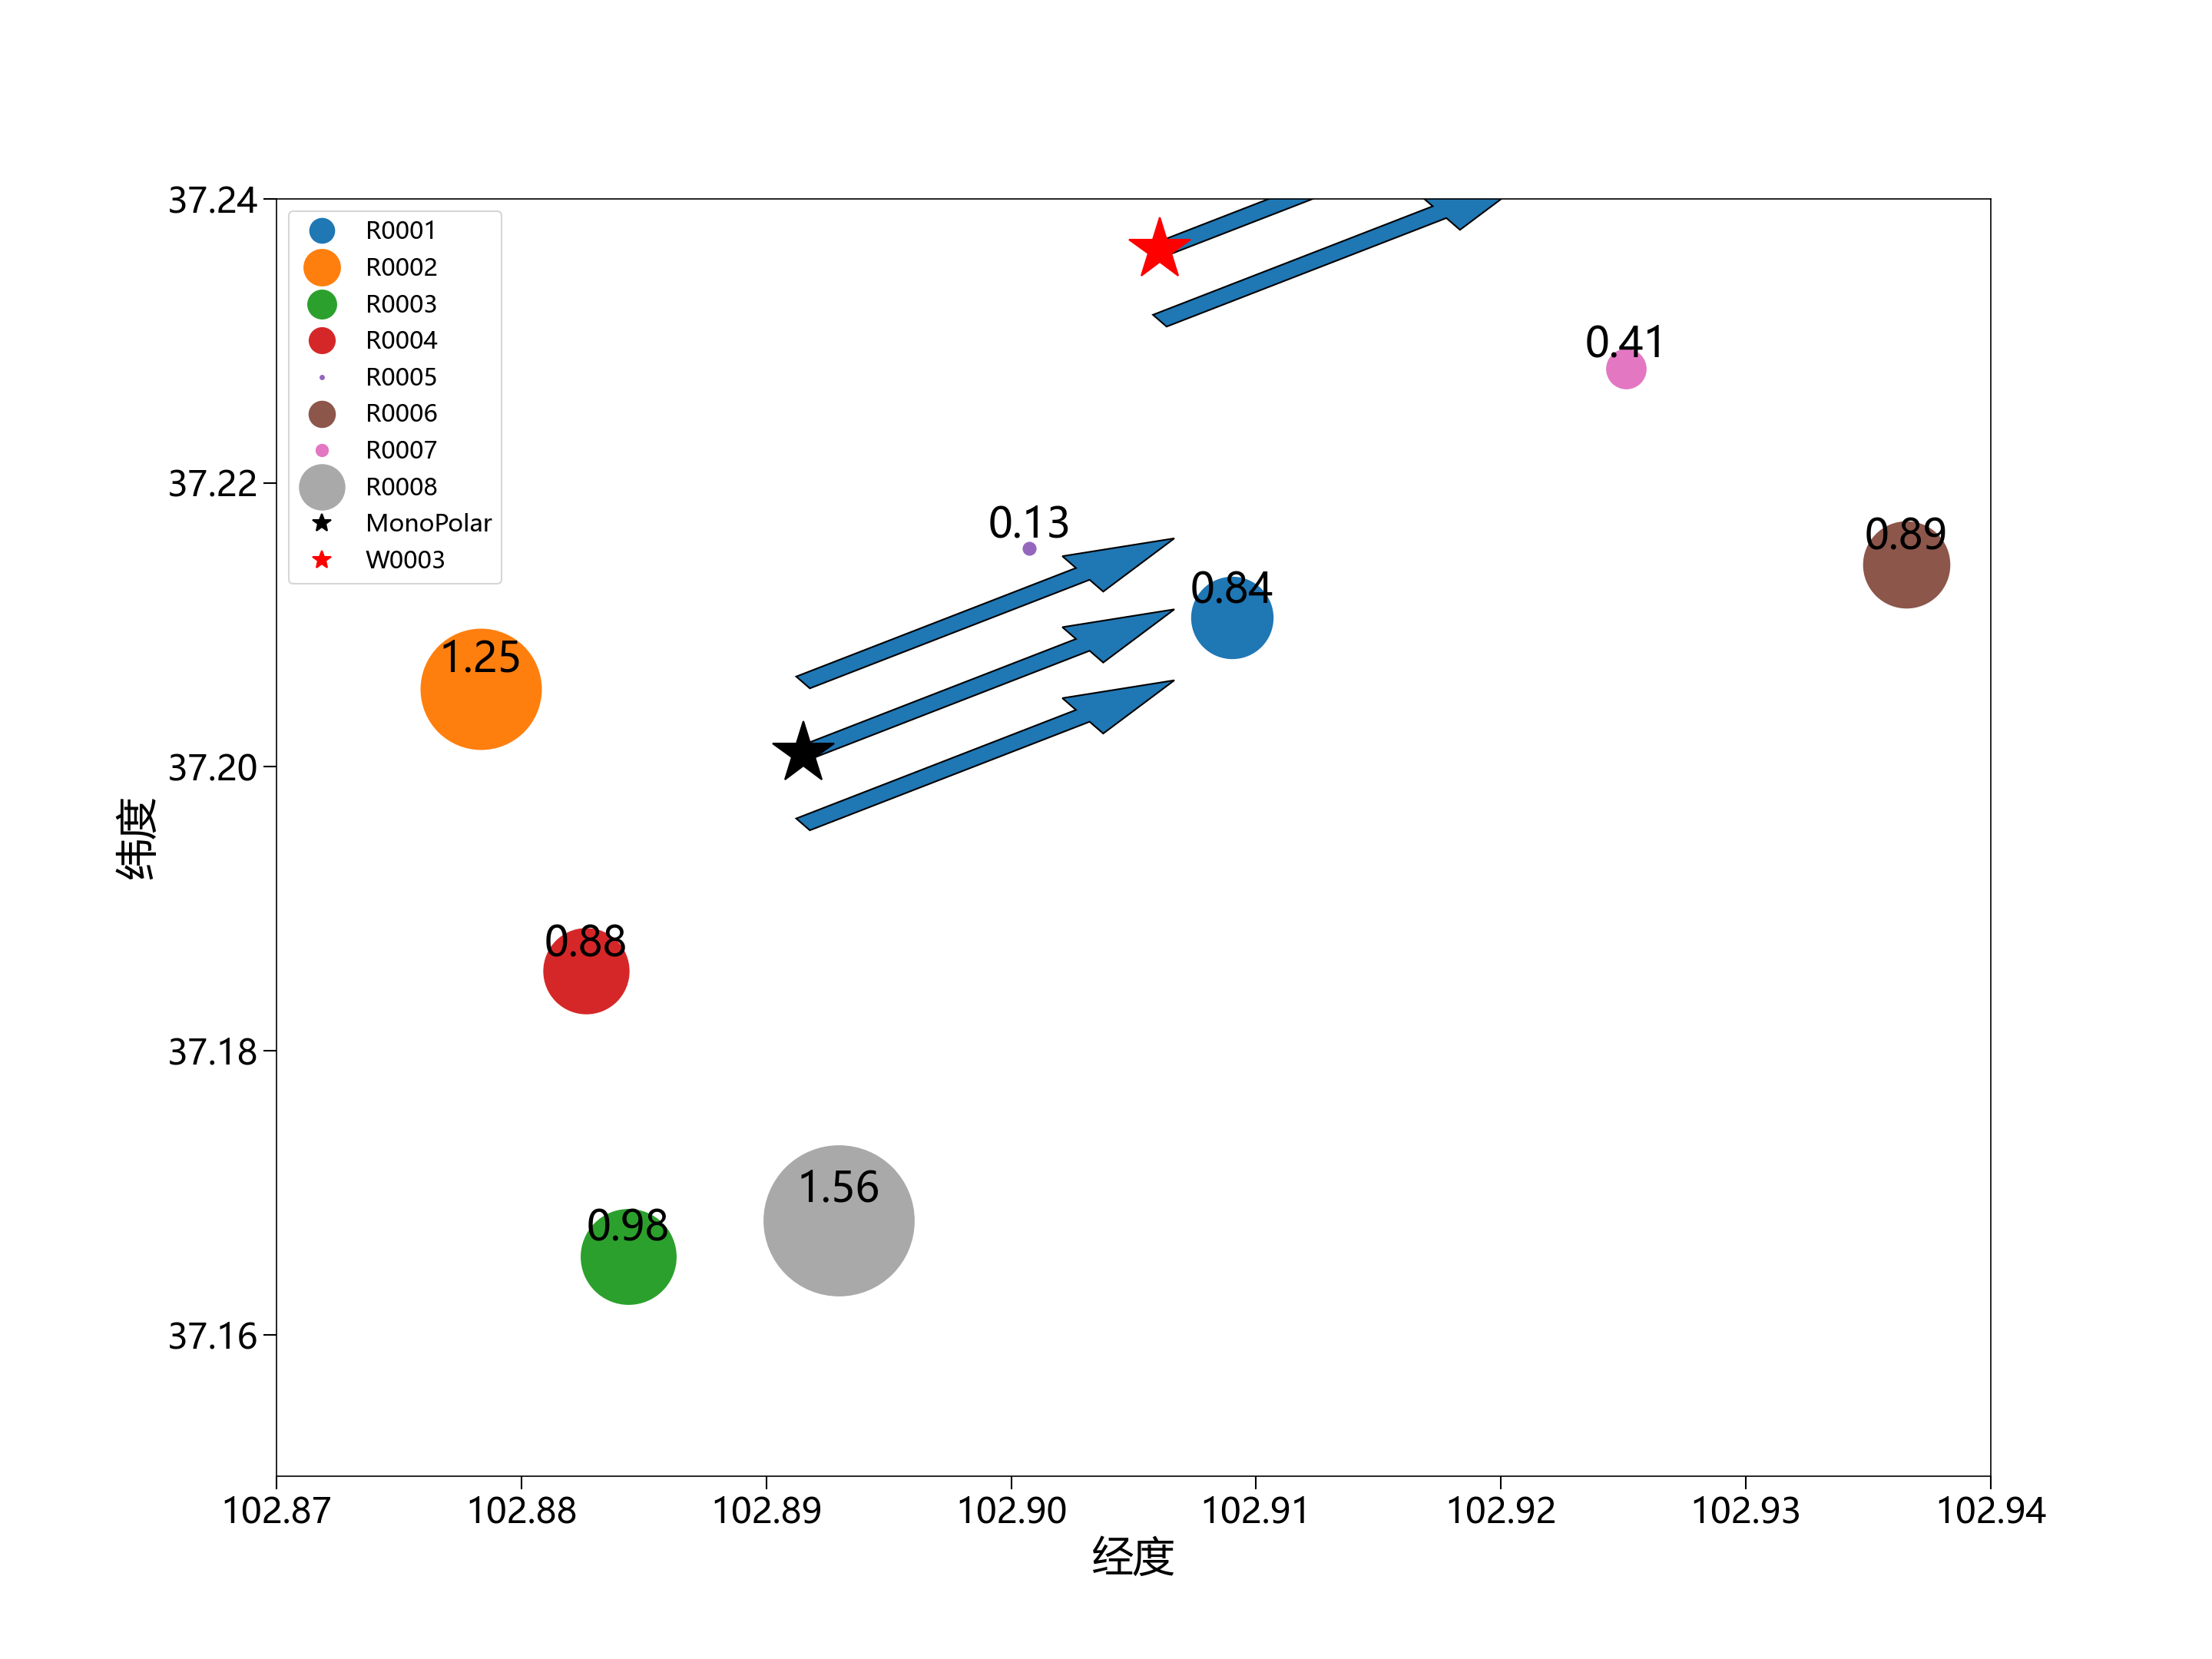 37.24
37.22
37.20
37.18
37.16
纬度
R0001
R0002
R0003
R0004
R0005
R0006
R0007
R0008
MonoPolar
W0003
0.41
0.13
0.89
0.84
1.25
0.88
1.56
0.98
102.87 102.88 102.89 102.90 102.91 102.92 102.93 102.94
经度